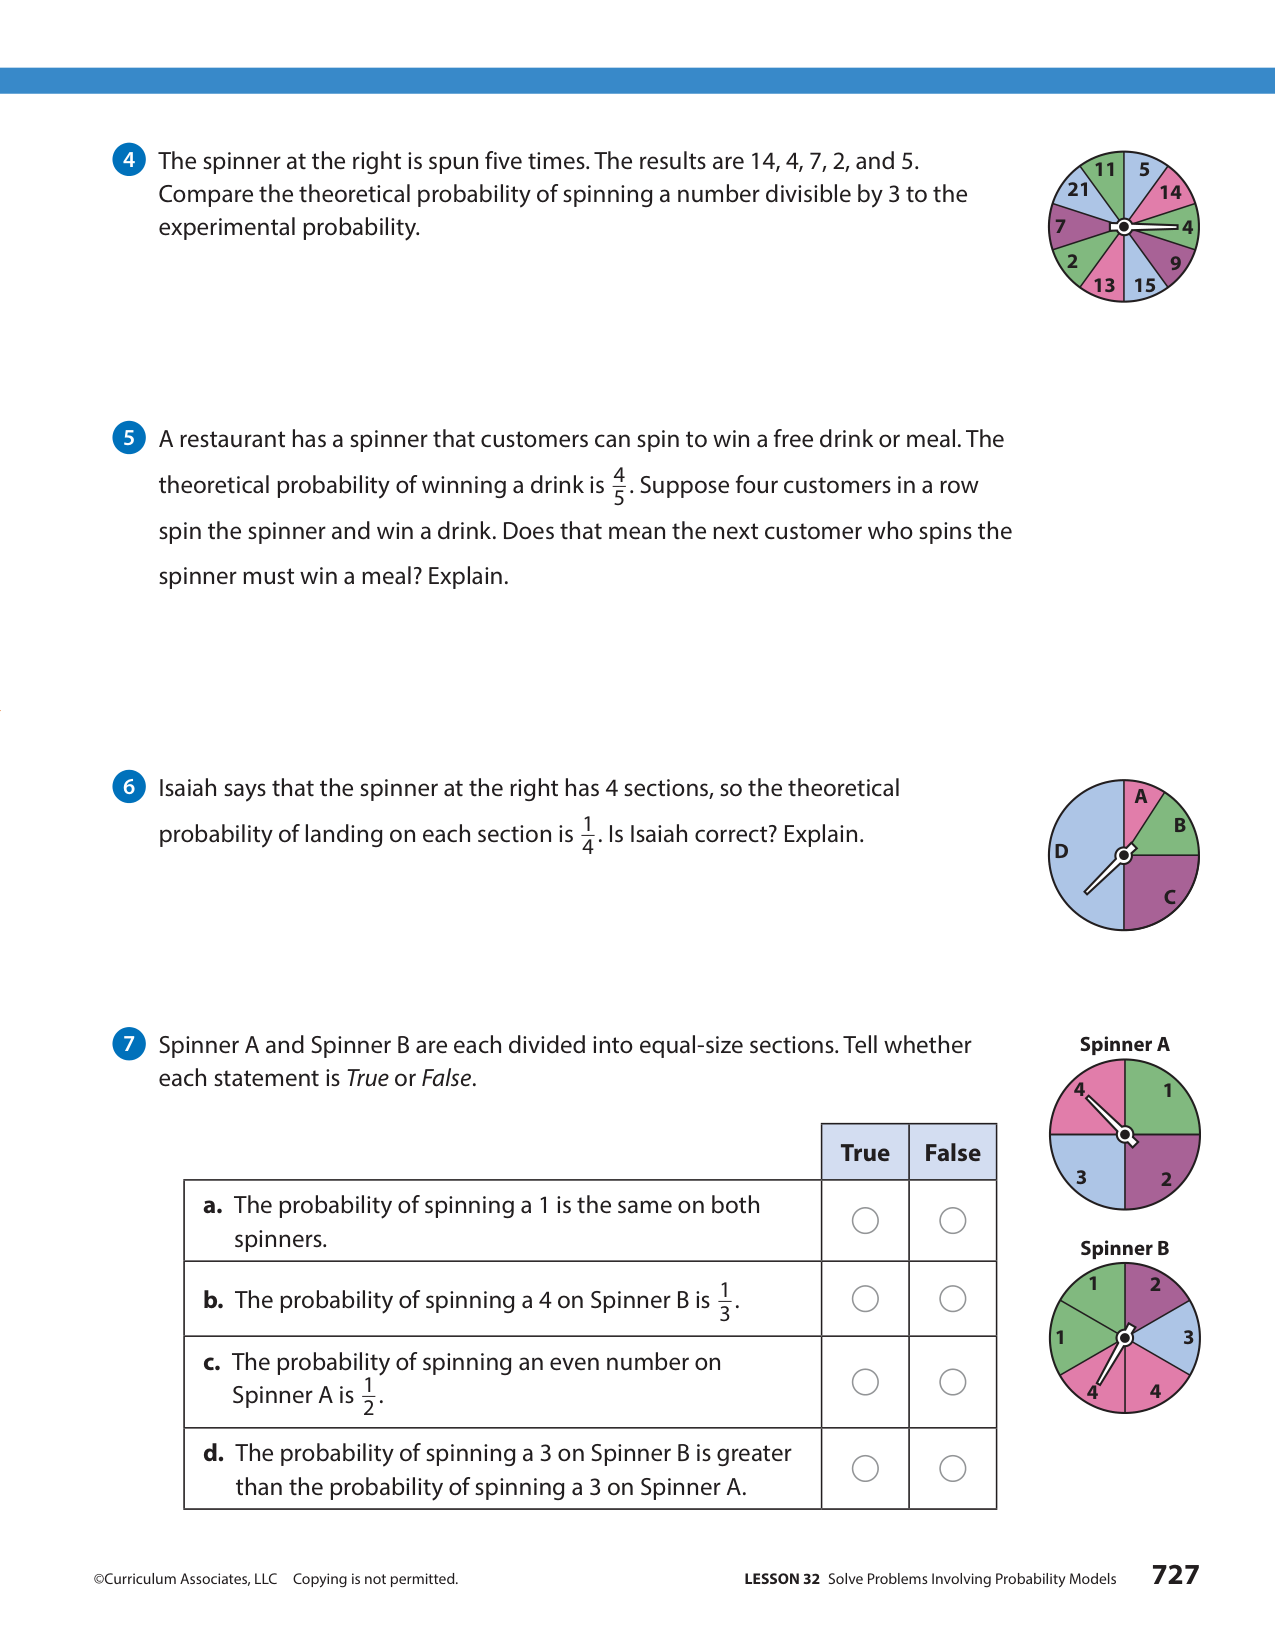 4 The spinner at the right is spun five times. The results are 14, 4, 7, 2, and 5.
Compare the theoretical probability of spinning a number divisible by 3 to the
experimental probability.
11 5
21 14
7 4
2 9
13 15
5 A restaurant has a spinner that customers can spin to win a free drink or meal. The
theoretical probability of winning a drink is 4/5. Suppose four customers in a row
spin the spinner and win a drink. Does that mean the next customer who spins the
spinner must win a meal? Explain.
6 Isaiah says that the spinner at the right has 4 sections, so the theoretical
probability of landing on each section is 1/4. Is Isaiah correct? Explain.
A
B
D
C
7 Spinner A and Spinner B are each divided into equal-size sections. Tell whether
each statement is True or False.
True False
a. The probability of spinning a 1 is the same on both
spinners.
b. The probability of spinning a 4 on Spinner B is 1/3.
c. The probability of spinning an even number on
Spinner A is 1/2.
d. The probability of spinning a 3 on Spinner B is greater
than the probability of spinning a 3 on Spinner A.
Spinner A
4 1
3 2
Spinner B
1 2
1 3
4 4
©Curriculum Associates, LLC Copying is not permitted.
LESSON 32 Solve Problems Involving Probability Models 727